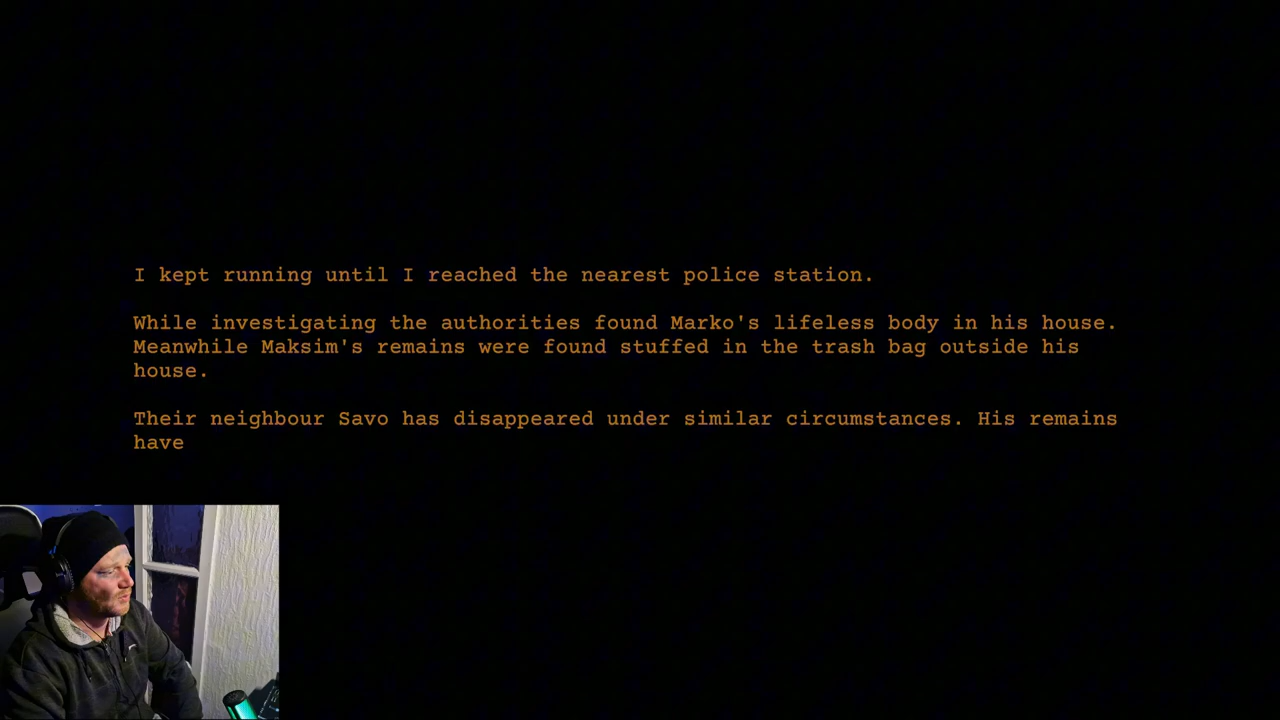 I kept running until I reached the nearest police station.
While investigating the authorities found Marko's lifeless body in his house.
Meanwhile Maksim's remains were found stuffed in the trash bag outside his
house.
Their neighbour Savo has disappeared under similar circumstances. His remains
have